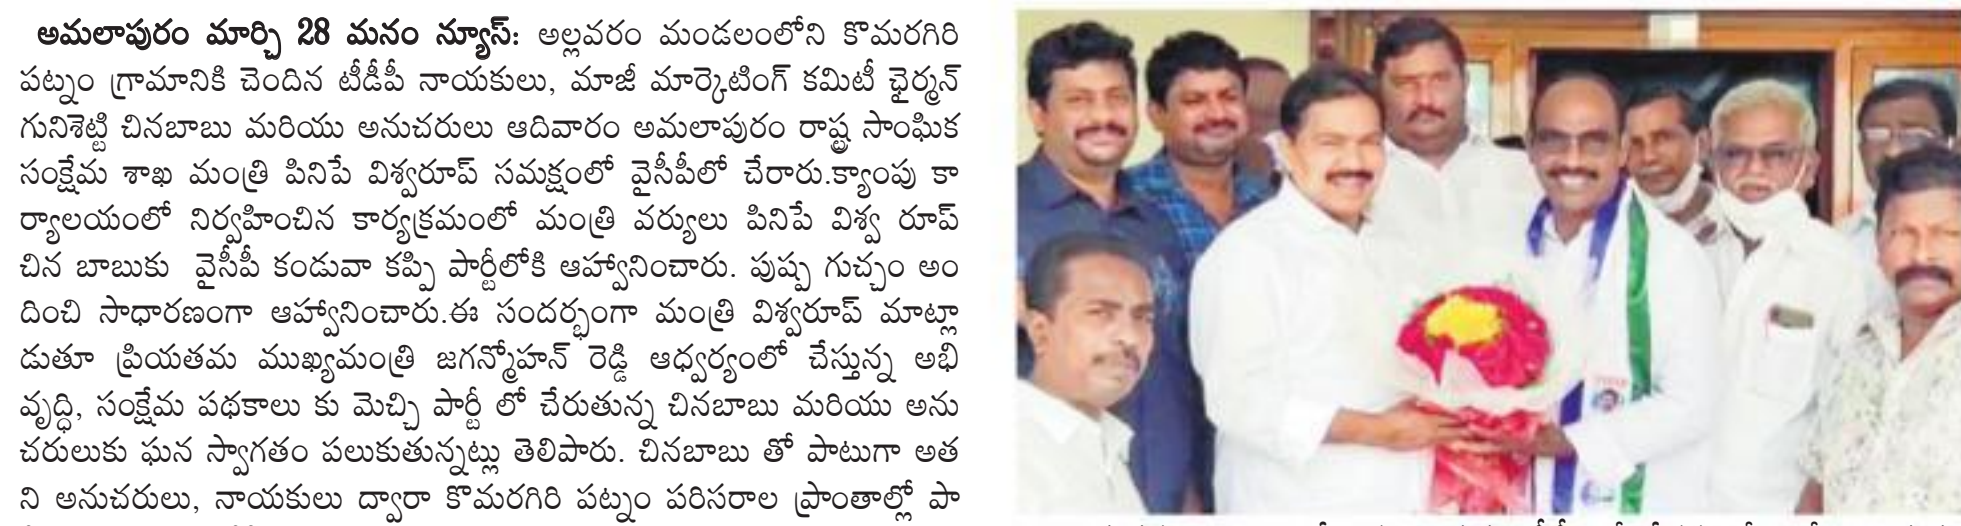 అమలాపురం మార్చి 28 మనం న్యూస్: అల్లవరం మండలంలోని కొమరగిరి
పట్నం గ్రామానికి చెందిన టీడీపీ నాయకులు, మాజీ మార్కెటింగ్ కమిటీ ఛైర్మన్
గునిశెట్టి చినబాబు మరియు అనుచరులు ఆదివారం అమలాపురం రాష్ట్ర సాంఘిక
సంక్షేమ శాఖ మంత్రి పినిపే విశ్వరూప్ సమక్షంలో వైసీపీలో చేరారు.క్యాంపు కా
ర్యాలయంలో నిర్వహించిన కార్యక్రమంలో మంత్రి వర్యులు పినిపే విశ్వ రూప్
చిన బాబుకు వైసీపీ కండువా కప్పి పార్టీలోకి ఆహ్వానించారు. పుష్ప గుచ్ఛం అం
దించి సాధారణంగా ఆహ్వానించారు.ఈ సందర్భంగా మంత్రి విశ్వరూప్ మాట్లా
డుతూ ప్రియతమ ముఖ్యమంత్రి జగన్మోహన్ రెడ్డి ఆధ్వర్యంలో చేస్తున్న అభి
వృద్ధి, సంక్షేమ పథకాలు కు మెచ్చి పార్టీ లో చేరుతున్న చినబాబు మరియు అను
చరులుకు ఘన స్వాగతం పలుకుతున్నట్లు తెలిపారు. చినబాబు తో పాటుగా అత
ని అనుచరులు, నాయకులు ద్వారా కొమరగిరి పట్నం పరిసరాల ప్రాంతాల్లో పా